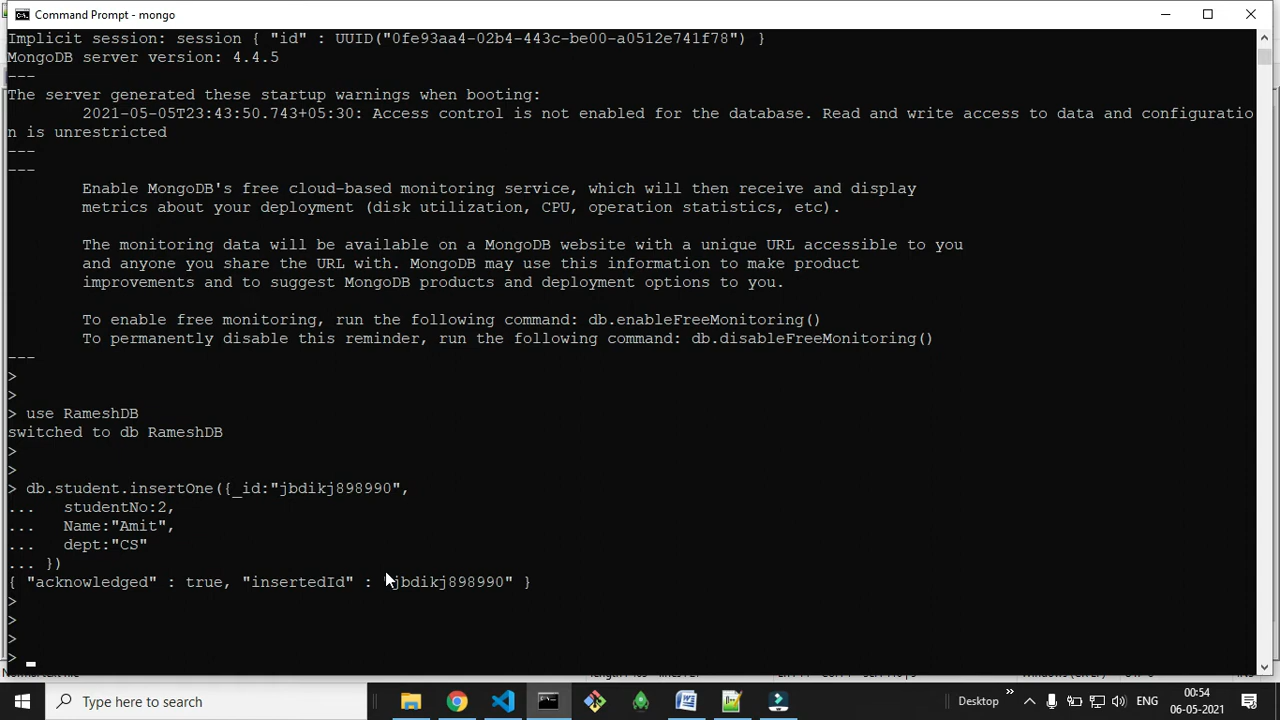 Command Prompt - mongo
Implicit session: session { "id" : UUID("0fe93aa4-02b4-443c-be00-a0512e741f78") }
MongoDB server version: 4.4.5
---
The server generated these startup warnings when booting:
        2021-05-05T23:43:50.743+05:30: Access control is not enabled for the database. Read and write access to data and configuratio
n is unrestricted
---
---
        Enable MongoDB's free cloud-based monitoring service, which will then receive and display
        metrics about your deployment (disk utilization, CPU, operation statistics, etc).

        The monitoring data will be available on a MongoDB website with a unique URL accessible to you
        and anyone you share the URL with. MongoDB may use this information to make product
        improvements and to suggest MongoDB products and deployment options to you.

        To enable free monitoring, run the following command: db.enableFreeMonitoring()
        To permanently disable this reminder, run the following command: db.disableFreeMonitoring()
---
>
>
> use RameshDB
switched to db RameshDB
>
>
> db.student.insertOne({_id:"jbdikj898990",
...   studentNo:2,
...   Name:"Amit",
...   dept:"CS"
... })
{ "acknowledged" : true, "insertedId" : "jbdikj898990" }
>
>
>
>
Type here to search
Desktop
ENG
00:54
06-05-2021